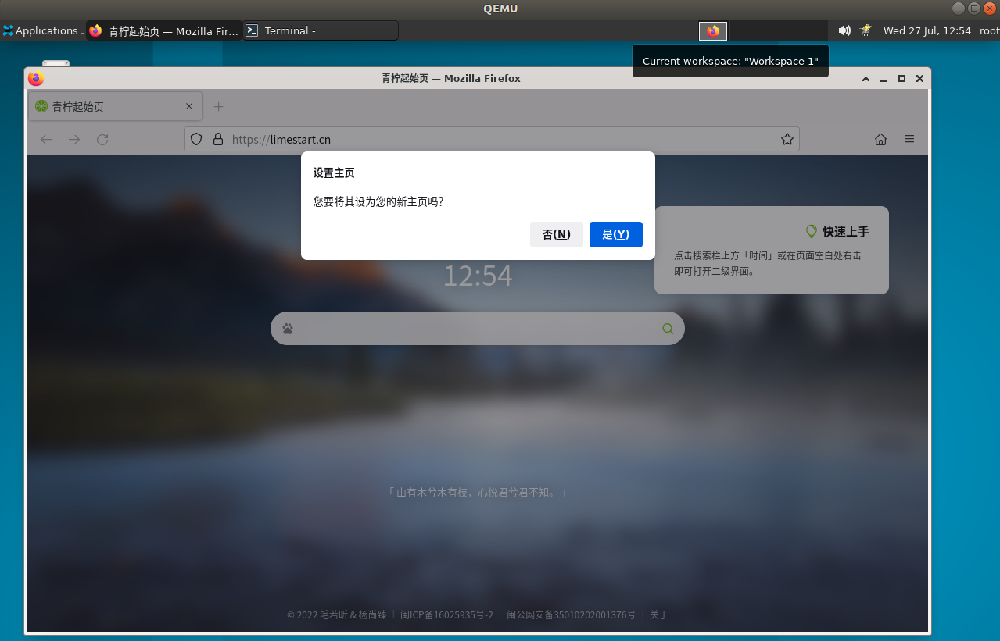 QEMU
Applications
青柠起始页 — Mozilla Fir...
Terminal -
Wed 27 Jul, 12:54
root
Current workspace: "Workspace 1"
青柠起始页 — Mozilla Firefox
青柠起始页
https://limestart.cn
设置主页
您要将其设为您的新主页吗?
否(N)
是(Y)
快速上手
点击搜索栏上方「时间」或在页面空白处右击
即可打开二级界面。
12:54
「 山有木兮木有枝，心悦君兮君不知。 」
© 2022 毛若昕 & 杨尚臻 | 闽ICP备16025935号-2 | 闽公网安备35010202001376号 | 关于